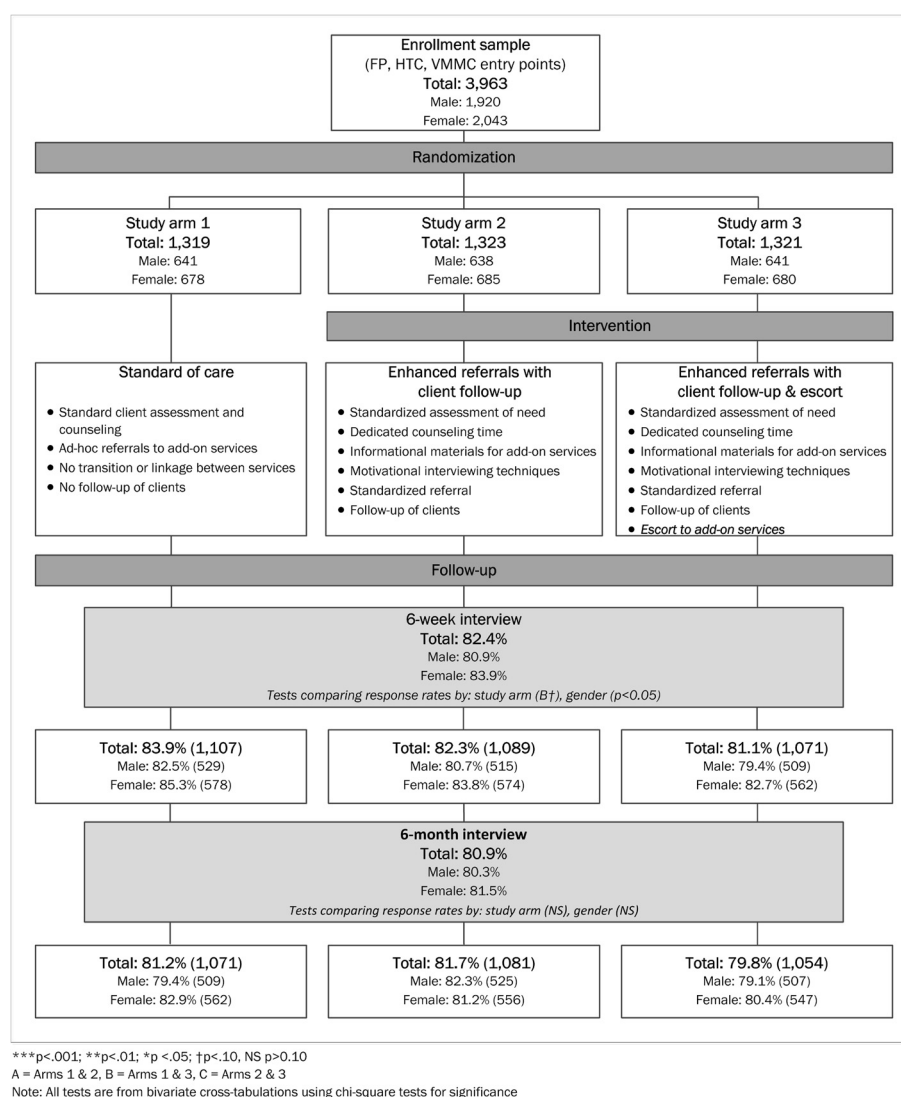 Enrollment sample
(FP, HTC, VMMC entry points)
Total: 3,963
Male: 1,920
Female: 2,043
Randomization
Study arm 1
Total: 1,319
Male: 641
Female: 678
Study arm 2
Total: 1,323
Male: 638
Female: 685
Study arm 3
Total: 1,321
Male: 641
Female: 680
Intervention
Standard of care
• Standard client assessment and
counseling
• Ad-hoc referrals to add-on services
• No transition or linkage between services
• No follow-up of clients
Enhanced referrals with
client follow-up
• Standardized assessment of need
• Dedicated counseling time
• Informational materials for add-on services
• Motivational interviewing techniques
• Standardized referral
• Follow-up of clients
Enhanced referrals with
client follow-up & escort
• Standardized assessment of need
• Dedicated counseling time
• Informational materials for add-on services
• Motivational interviewing techniques
• Standardized referral
• Follow-up of clients
• Escort to add-on services
Follow-up
6-week interview
Total: 82.4%
Male: 80.9%
Female: 83.9%
Tests comparing response rates by: study arm (B†), gender (p<0.05)
Total: 83.9% (1,107)
Male: 82.5% (529)
Female: 85.3% (578)
Total: 82.3% (1,089)
Male: 80.7% (515)
Female: 83.8% (574)
Total: 81.1% (1,071)
Male: 79.4% (509)
Female: 82.7% (562)
6-month interview
Total: 80.9%
Male: 80.3%
Female: 81.5%
Tests comparing response rates by: study arm (NS), gender (NS)
Total: 81.2% (1,071)
Male: 79.4% (509)
Female: 82.9% (562)
Total: 81.7% (1,081)
Male: 82.3% (525)
Female: 81.2% (556)
Total: 79.8% (1,054)
Male: 79.1% (507)
Female: 80.4% (547)
***p<.001; **p<.01; *p <.05; †p<.10, NS p>0.10
A = Arms 1 & 2, B = Arms 1 & 3, C = Arms 2 & 3
Note: All tests are from bivariate cross-tabulations using chi-square tests for significance